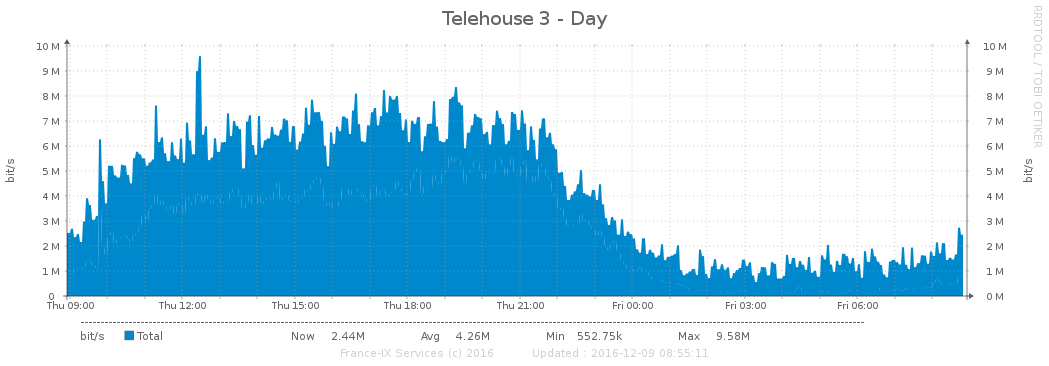 Telehouse 3 - Day
RRDTOOL / TOBI OETIKER
bit/s
10 M 10 M
9 M 9 M
8 M 8 M
7 M 7 M
6 M 6 M
5 M 5 M
4 M 4 M
3 M 3 M
2 M 2 M
1 M 1 M
0 0 M
bit/s
Thu 09:00 Thu 12:00 Thu 15:00 Thu 18:00 Thu 21:00 Fri 00:00 Fri 03:00 Fri 06:00
bit/s Total Now 2.44M Avg 4.26M Min 552.75k Max 9.58M
France-IX Services (c) 2016 Updated : 2016-12-09 08:55:11